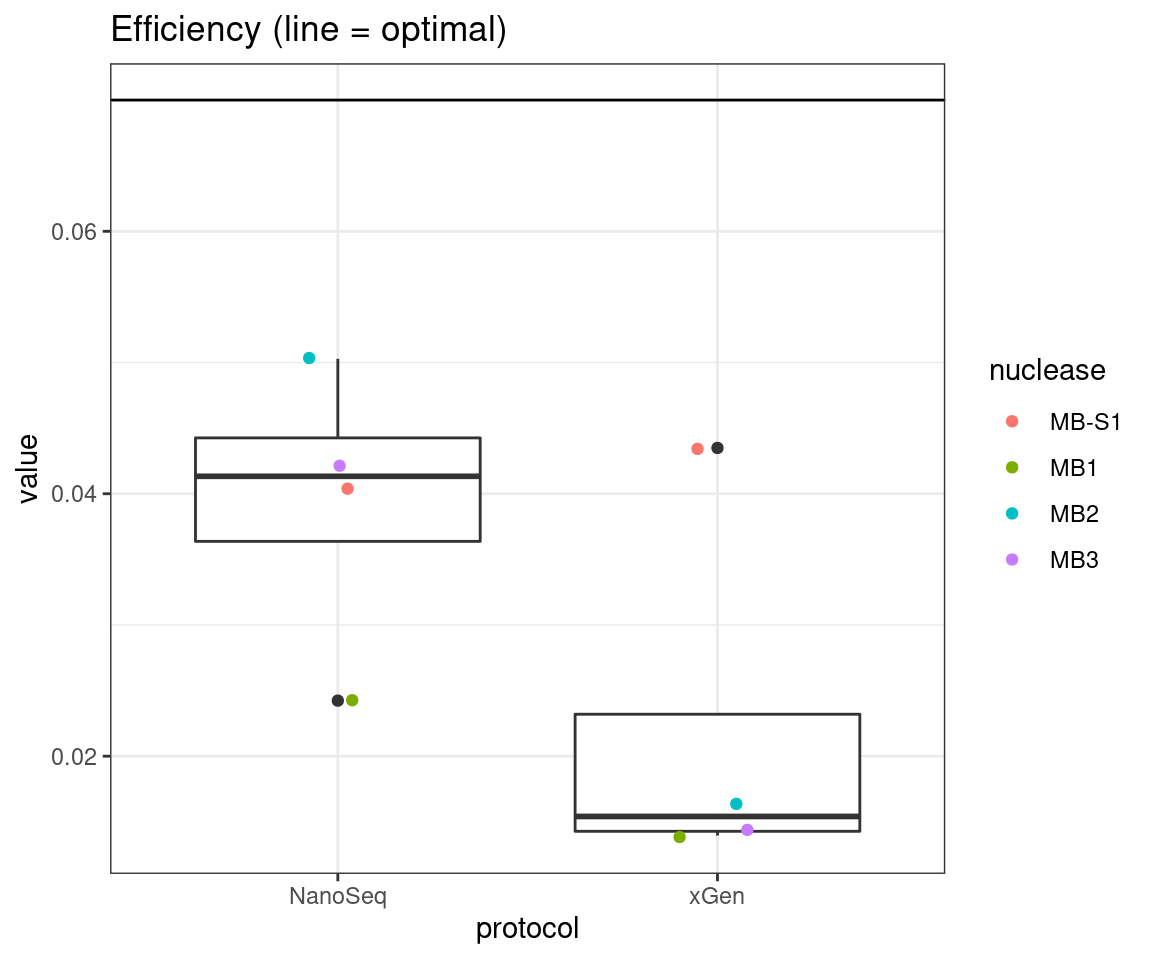 Efficiency (line = optimal)
0.06
0.04
0.02
value
NanoSeq
xGen
protocol
nuclease
MB-S1
MB1
MB2
MB3